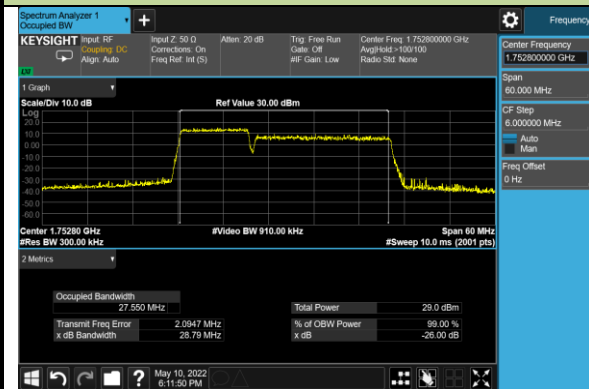 Spectrum Analyzer 1
Occupied BW
+
Frequency
KEYSIGHT
Input: RF
Coupling: DC
Align: Auto
Input Z: 50 Ω
Corrections: On
Freq Ref: Int (S)
Atten: 20 dB
Trig: Free Run
Gate: Off
#IF Gain: Low
Center Freq: 1.752800000 GHz
Avg|Hold:>100/100
Radio Std: None
Center Frequency
1.752800000 GHz
Span
60.000 MHz
CF Step
6.000000 MHz
Auto
Man
Freq Offset
0 Hz
1 Graph
Scale/Div 10.0 dB
Ref Value 30.00 dBm
Log
20.0
10.0
0.00
-10.0
-20.0
-30.0
-40.0
-50.0
-60.0
Center 1.75280 GHz
#Video BW 910.00 kHz
Span 60 MHz
#Res BW 300.00 kHz
#Sweep 10.0 ms (2001 pts)
2 Metrics
Occupied Bandwidth
27.550 MHz
Total Power
29.0 dBm
Transmit Freq Error
2.0947 MHz
% of OBW Power
99.00 %
x dB Bandwidth
28.79 MHz
x dB
-26.00 dB
?
May 10, 2022
6:11:50 PM